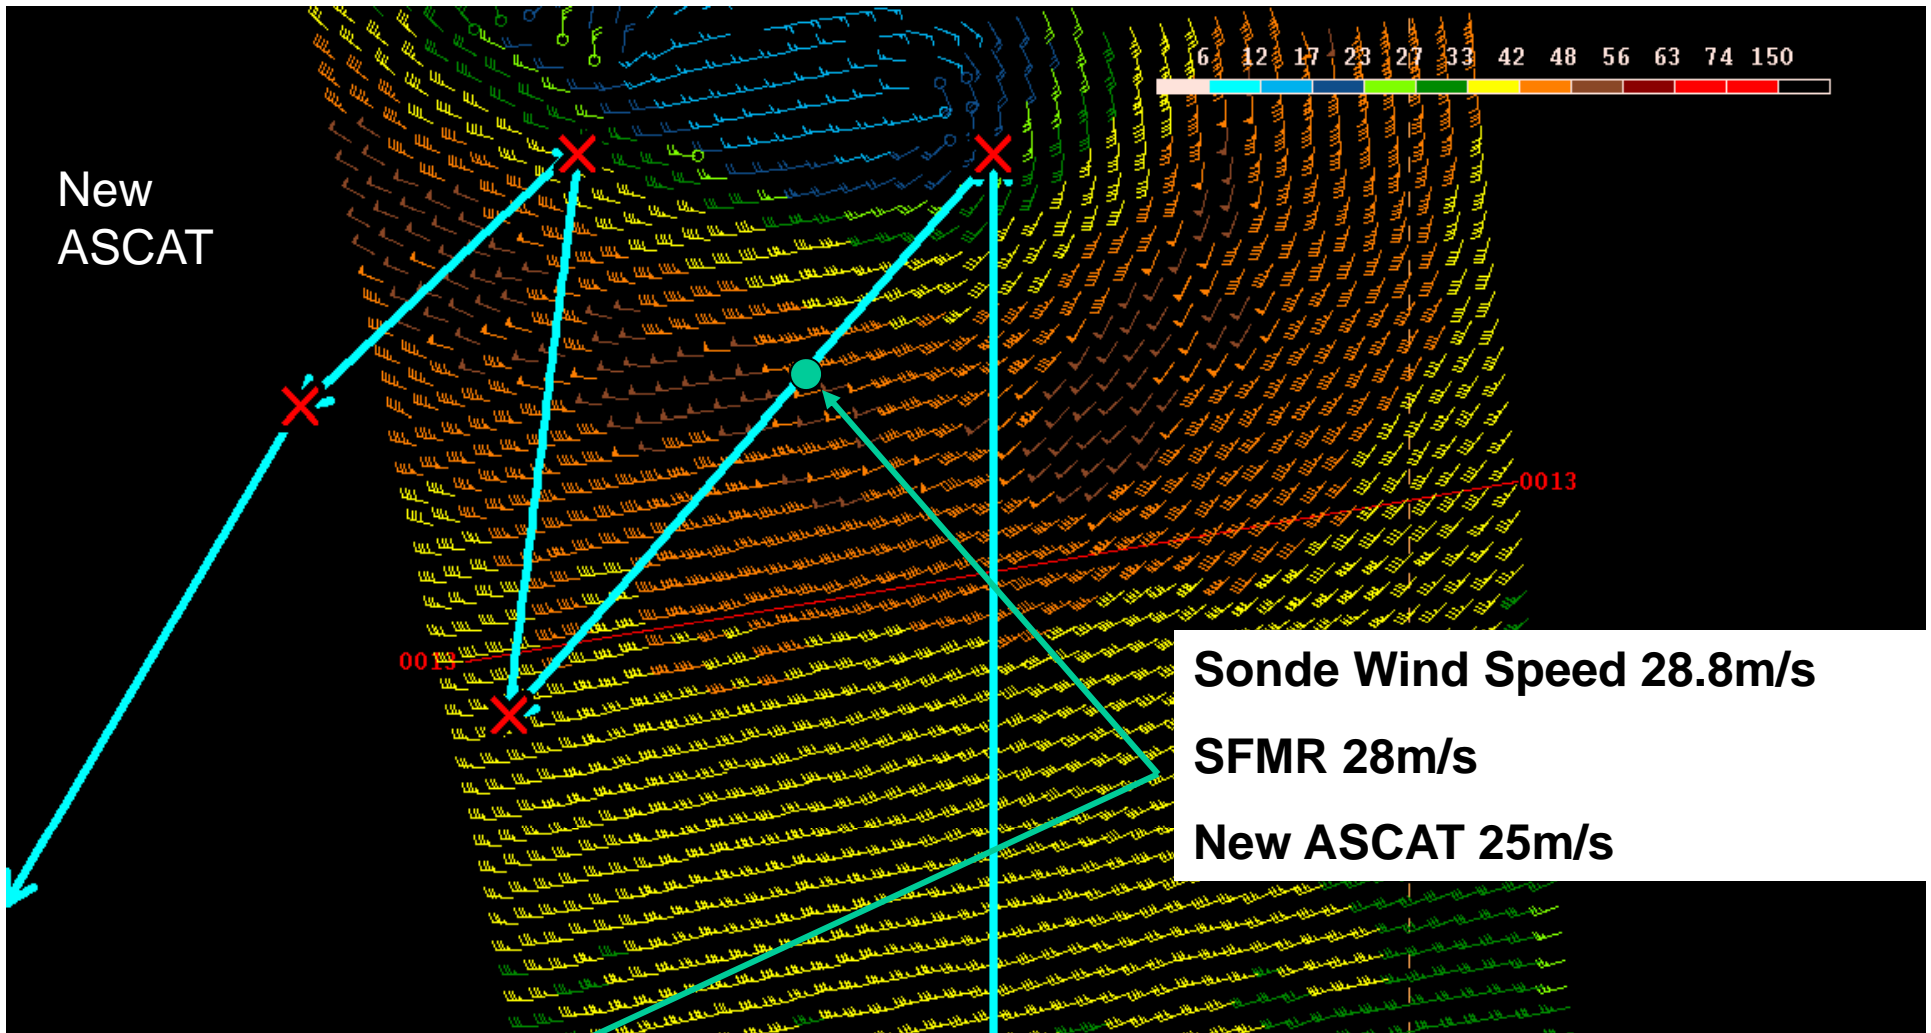 6 12 17 23 27 33 42 48 56 63 74 150
New
ASCAT
0013
0013
Sonde Wind Speed 28.8m/s
SFMR 28m/s
New ASCAT 25m/s